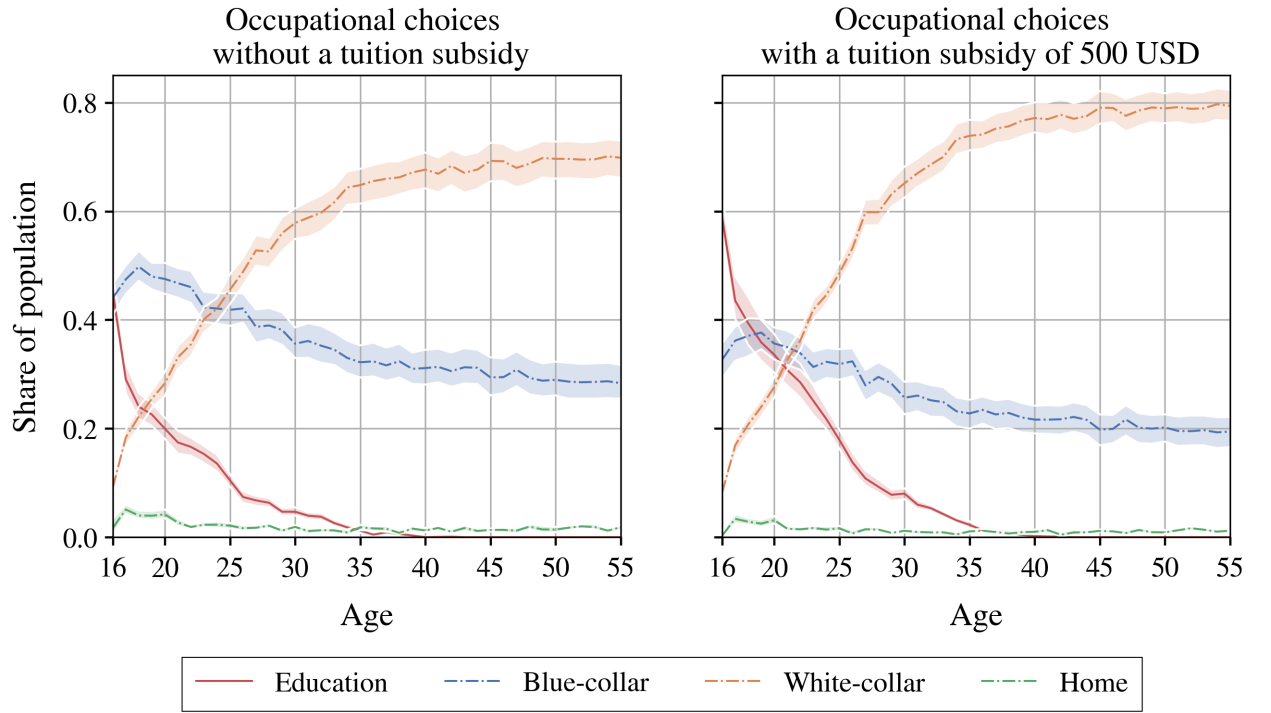 Occupational choices
without a tuition subsidy
Occupational choices
with a tuition subsidy of 500 USD
Share of population
0.8
0.6
0.4
0.2
0.0
16 20 25 30 35 40 45 50 55
16 20 25 30 35 40 45 50 55
Age
Age
Education Blue-collar White-collar Home